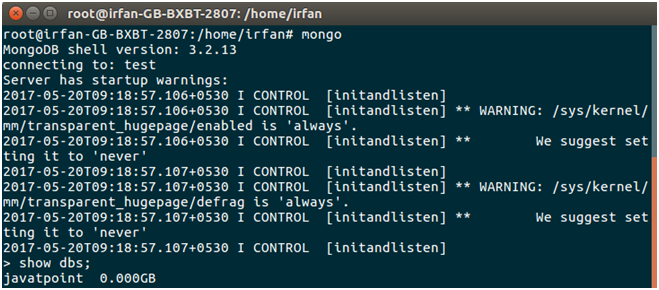 root@irfan-GB-BXBT-2807: /home/irfan
root@irfan-GB-BXBT-2807:/home/irfan# mongo
MongoDB shell version: 3.2.13
connecting to: test
Server has startup warnings:
2017-05-20T09:18:57.106+0530 I CONTROL  [initandlisten]
2017-05-20T09:18:57.106+0530 I CONTROL  [initandlisten] ** WARNING: /sys/kernel/
mm/transparent_hugepage/enabled is 'always'.
2017-05-20T09:18:57.106+0530 I CONTROL  [initandlisten] **        We suggest set
ting it to 'never'
2017-05-20T09:18:57.107+0530 I CONTROL  [initandlisten]
2017-05-20T09:18:57.107+0530 I CONTROL  [initandlisten] ** WARNING: /sys/kernel/
mm/transparent_hugepage/defrag is 'always'.
2017-05-20T09:18:57.107+0530 I CONTROL  [initandlisten] **        We suggest set
ting it to 'never'
2017-05-20T09:18:57.107+0530 I CONTROL  [initandlisten]
> show dbs;
javatpoint  0.000GB